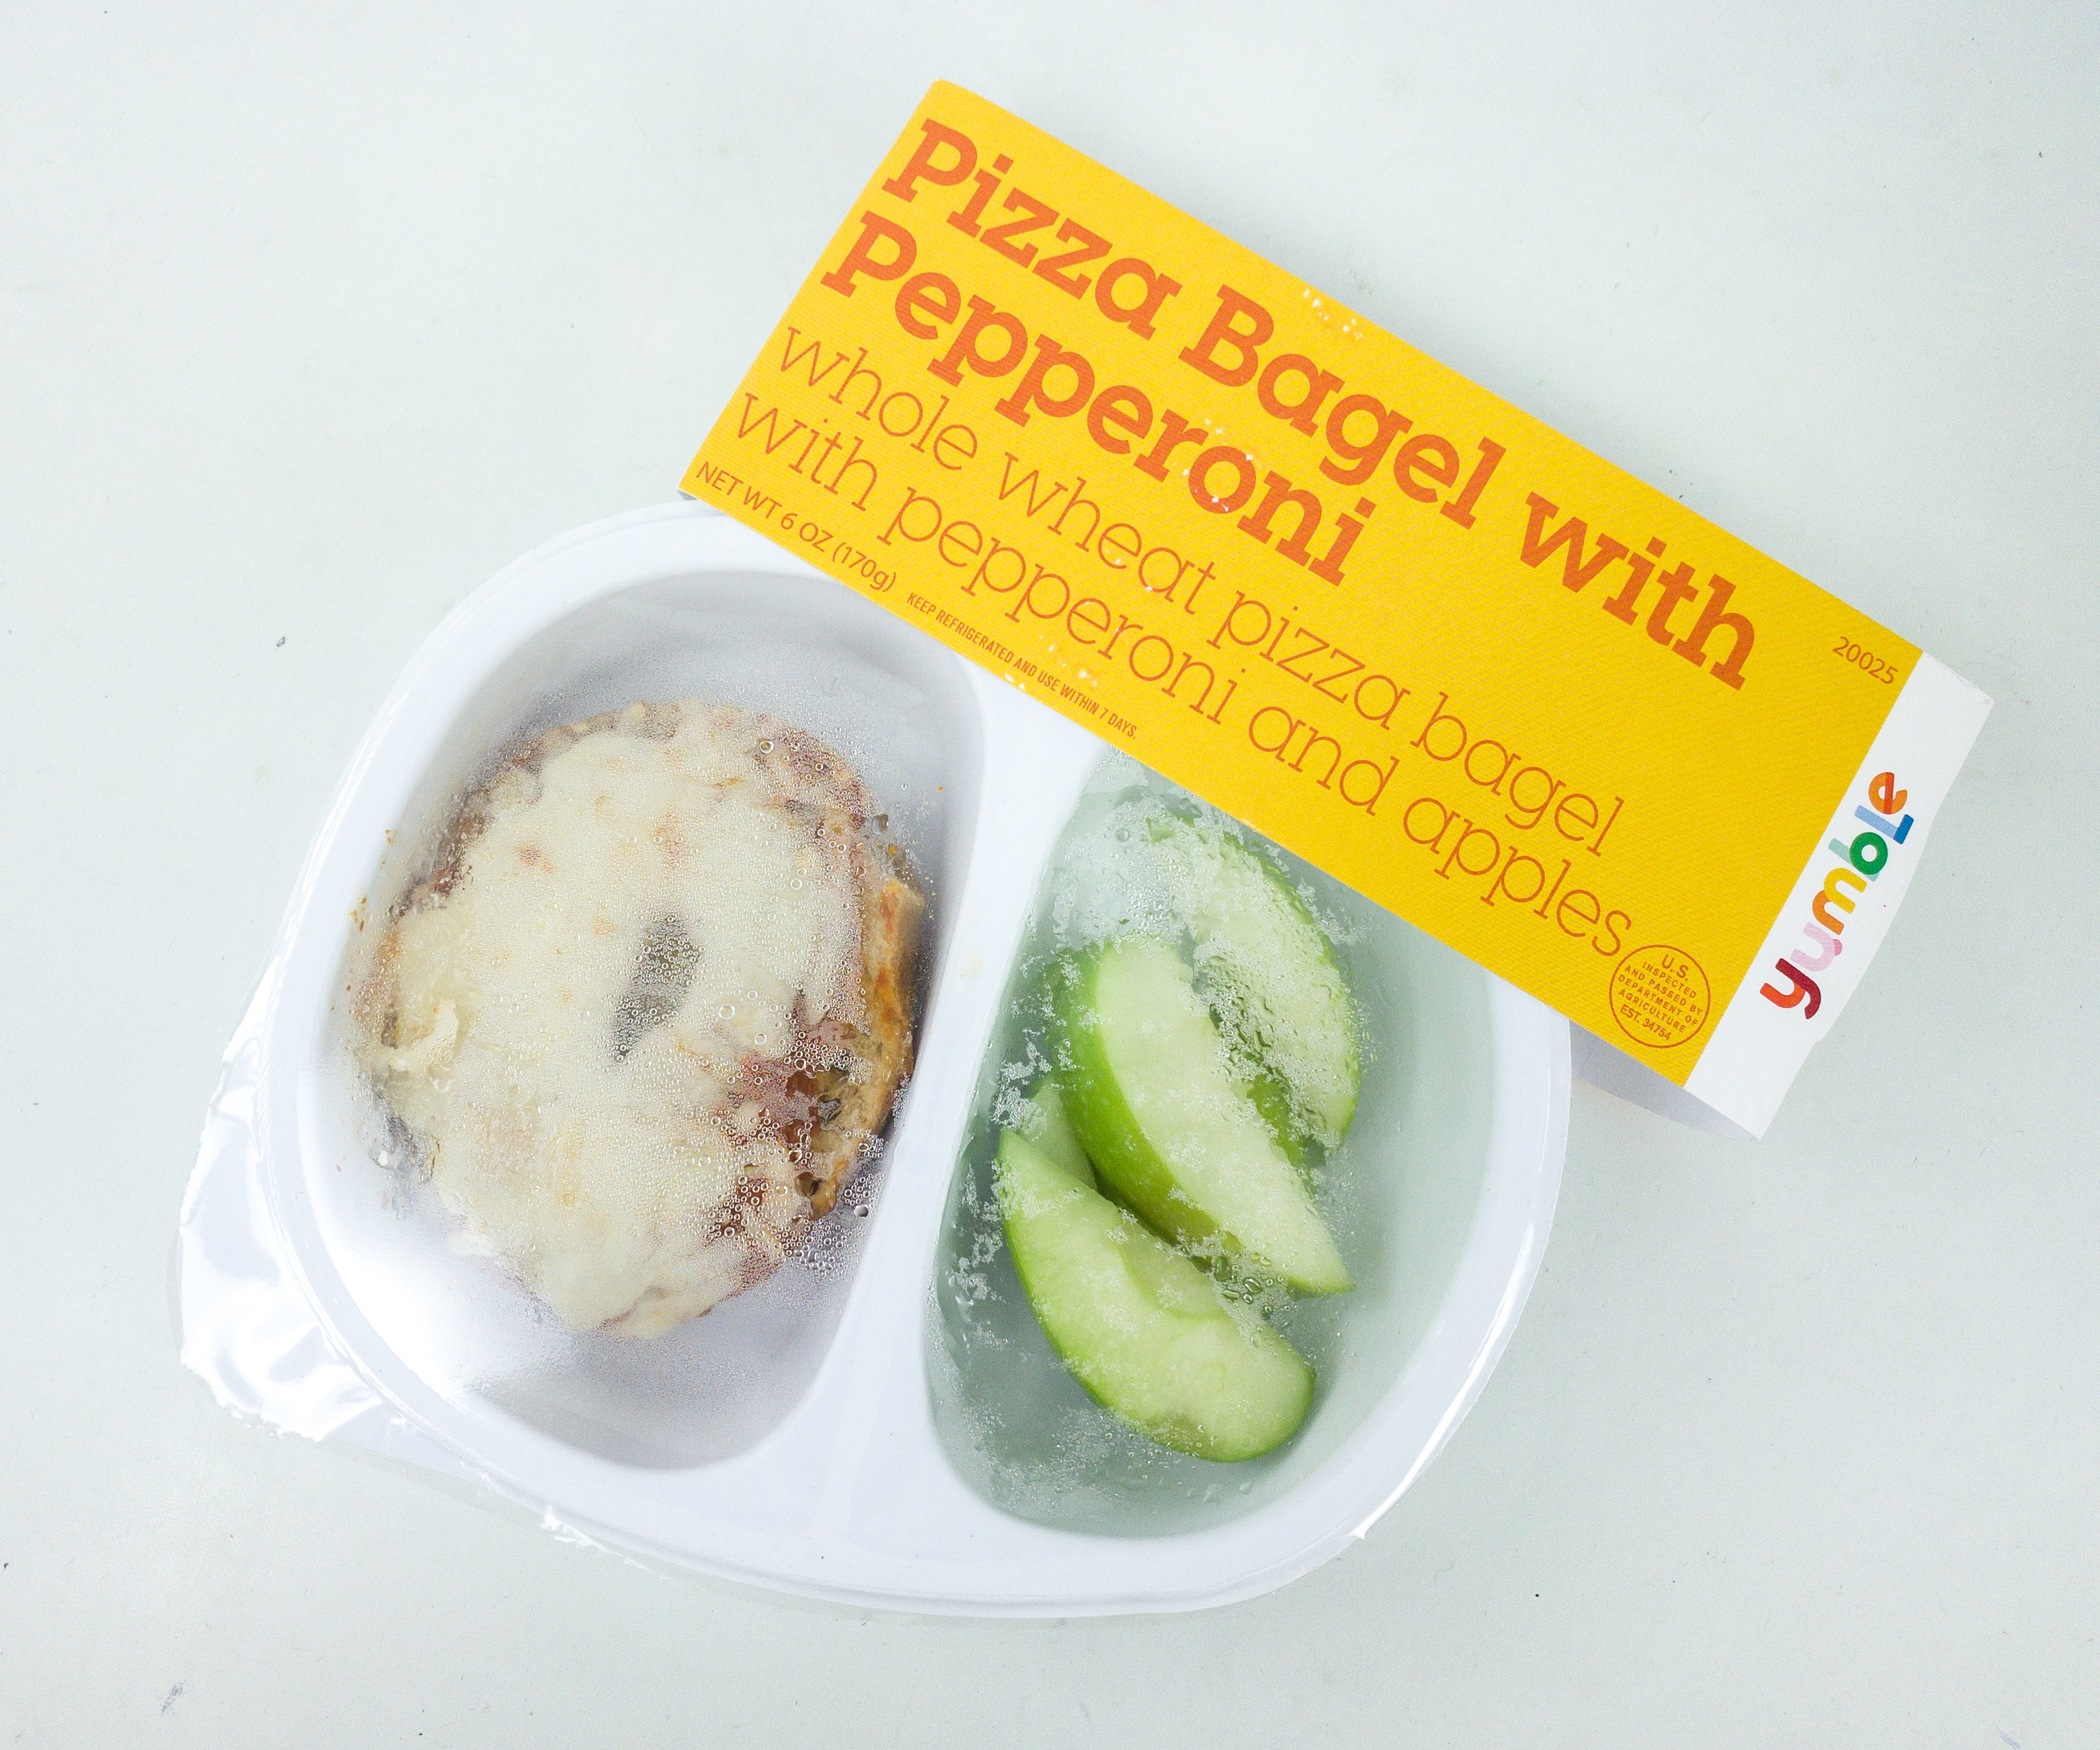 Pizza Bagel with
Pepperoni
whole wheat pizza bagel
with pepperoni and apples
NET WT 6 OZ (170g) KEEP REFRIGERATED AND USE WITHIN 7 DAYS.
20025
U.S.
INSPECTED
AND PASSED BY
DEPARTMENT OF
AGRICULTURE
EST. 34754
yumble